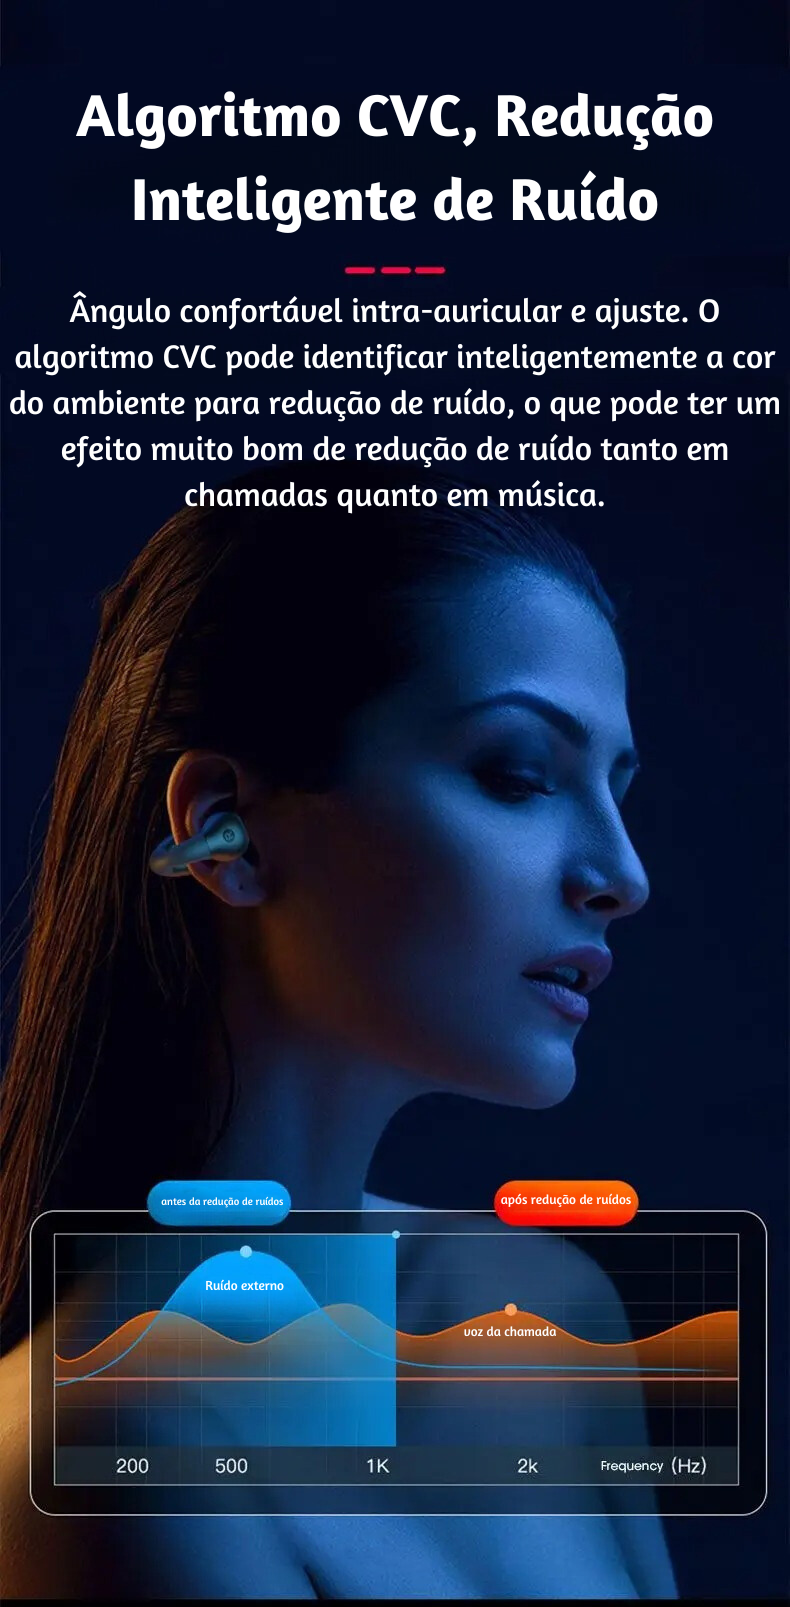 Algoritmo CVC, Redução
Inteligente de Ruído
Ângulo confortável intra-auricular e ajuste. O
algoritmo CVC pode identificar inteligentemente a cor
do ambiente para redução de ruído, o que pode ter um
efeito muito bom de redução de ruído tanto em
chamadas quanto em música.
antes da redução de ruídos
após redução de ruídos
Ruído externo
voz da chamada
200 500 1K 2k Frequency (Hz)